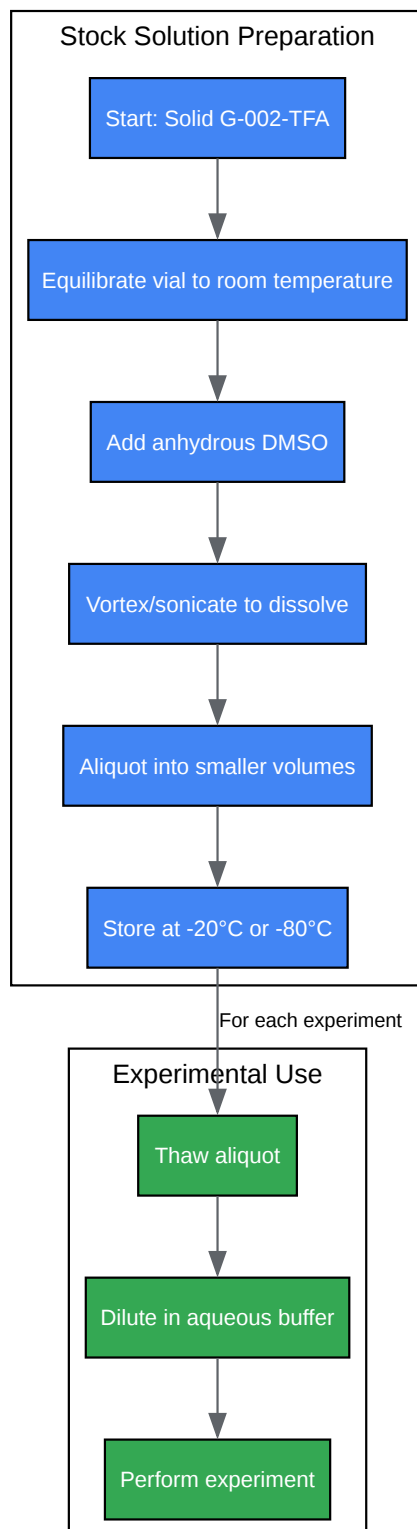 Stock Solution Preparation
Start: Solid G-002-TFA
Equilibrate vial to room temperature
Add anhydrous DMSO
Vortex/sonicate to dissolve
Aliquot into smaller volumes
Store at -20°C or -80°C
For each experiment
Experimental Use
Thaw aliquot
Dilute in aqueous buffer
Perform experiment